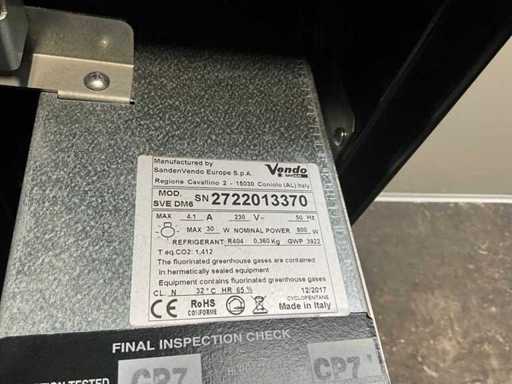 Manufactured by
SandenVendo Europe S.p.A.
Vendo
Regione Cavallino 2 - 15030 Coniolo (AL) Italy
MOD.
SVE DM6
SN 2722013370
MAX 4.1 A 230 V~ 50 Hz
MAX 30 W NOMINAL POWER 800 W
REFRIGERANT R404 0,360 Kg GWP 3922
T eq.CO2: 1,412
The fluorinated greenhouse gases are contained
in hermetically sealed equipment
Equipment contains fluorinated greenhouse gases
CL. N 32 °C HR 65 % 12/2017
CYCLOPENTANE
CE RoHS
CONFORME
Made in Italy
FINAL INSPECTION CHECK
TESTED
CP7 CP7